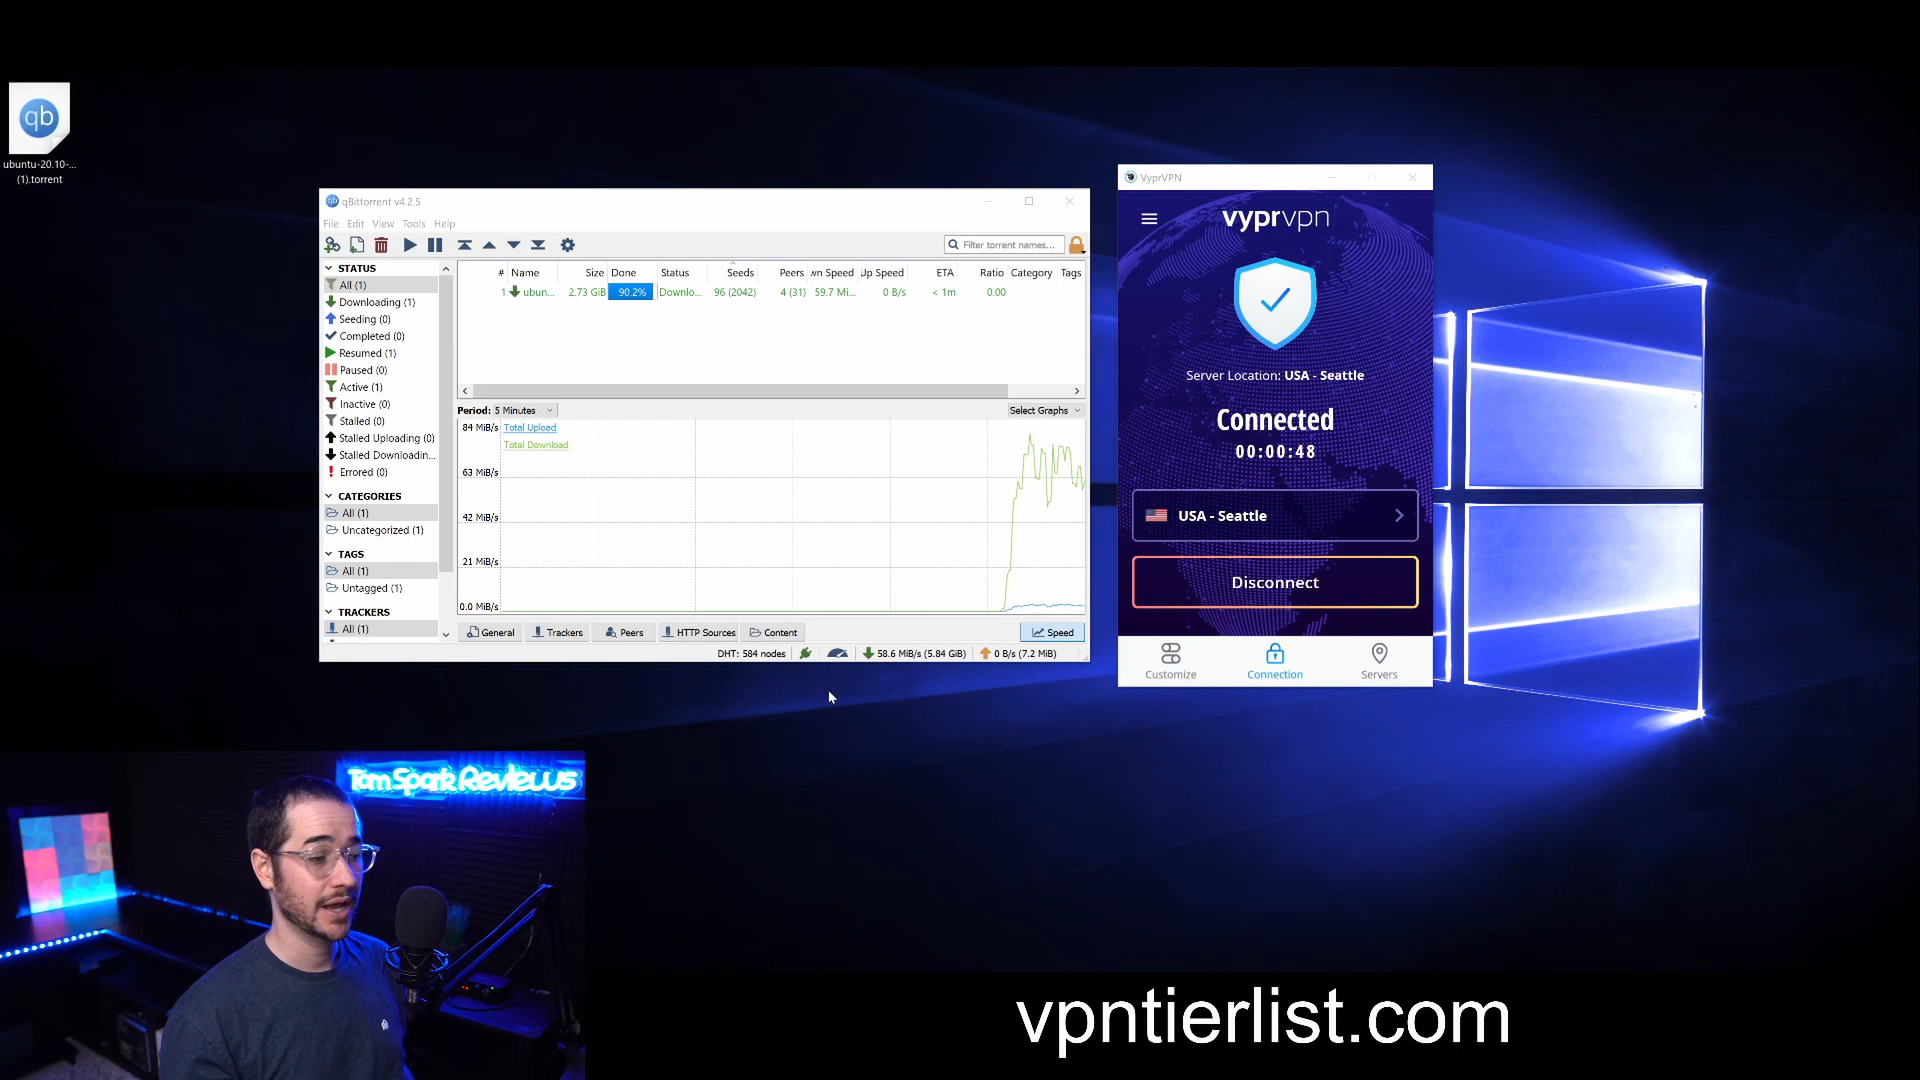 qb
ubuntu-20.10-...
(1).torrent
qb qBittorrent v4.2.5
File Edit View Tools Help
Filter torrent names...
STATUS
All (1)
Downloading (1)
Seeding (0)
Completed (0)
Resumed (1)
Paused (0)
Active (1)
Inactive (0)
Stalled (0)
Stalled Uploading (0)
Stalled Downloadin...
Errored (0)
CATEGORIES
All (1)
Uncategorized (1)
TAGS
All (1)
Untagged (1)
TRACKERS
All (1)
# Name Size Done Status Seeds Peers wn Speed Up Speed ETA Ratio Category Tags
1 ubun... 2.73 GiB 90.2% Downlo... 96 (2042) 4 (31) 59.7 Mi... 0 B/s < 1m 0.00
Period: 5 Minutes Select Graphs
84 MiB/s
Total Upload
Total Download
63 MiB/s
42 MiB/s
21 MiB/s
0.0 MiB/s
General Trackers Peers HTTP Sources Content Speed
DHT: 584 nodes 58.6 MiB/s (5.84 GiB) 0 B/s (7.2 MiB)
VyprVPN
vyprvpn
Server Location: USA - Seattle
Connected
00:00:48
USA - Seattle
Disconnect
Customize Connection Servers
Tom Spark Reviews
vpntierlist.com